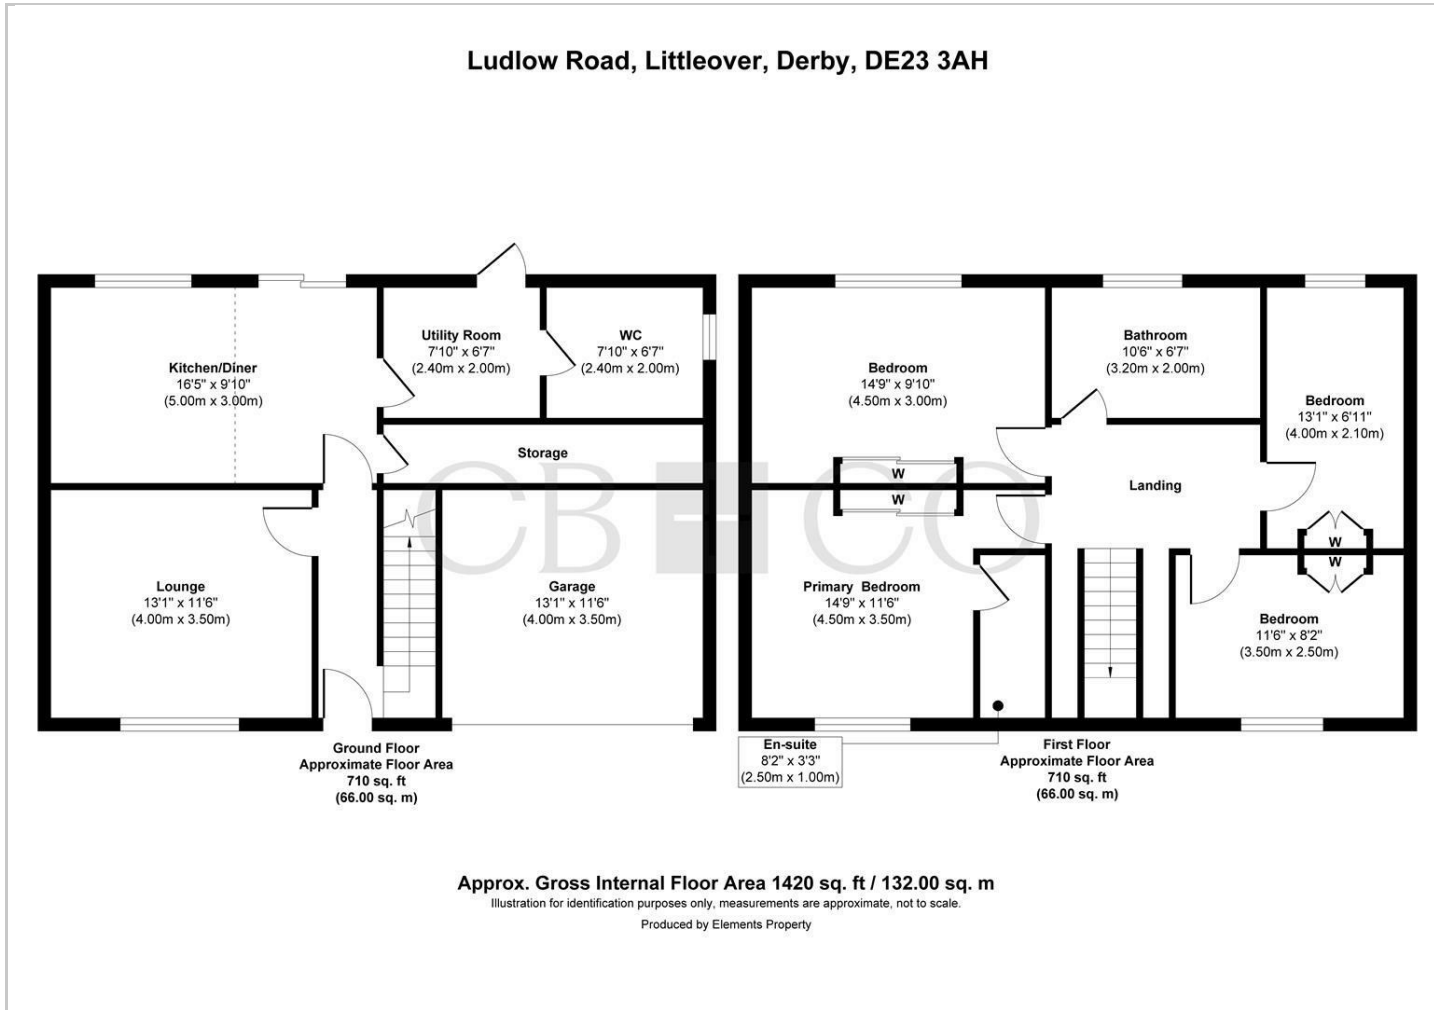 Ludlow Road, Littleover, Derby, DE23 3AH
Kitchen/Diner
16'5" x 9'10"
(5.00m x 3.00m)
Utility Room
7'10" x 6'7"
(2.40m x 2.00m)
WC
7'10" x 6'7"
(2.40m x 2.00m)
Storage
Lounge
13'1" x 11'6"
(4.00m x 3.50m)
Garage
13'1" x 11'6"
(4.00m x 3.50m)
Ground Floor
Approximate Floor Area
710 sq. ft
(66.00 sq. m)
Bedroom
14'9" x 9'10"
(4.50m x 3.00m)
Bathroom
10'6" x 6'7"
(3.20m x 2.00m)
Bedroom
13'1" x 6'11"
(4.00m x 2.10m)
W
W
Landing
W
W
Primary Bedroom
14'9" x 11'6"
(4.50m x 3.50m)
Bedroom
11'6" x 8'2"
(3.50m x 2.50m)
En-suite
8'2" x 3'3"
(2.50m x 1.00m)
First Floor
Approximate Floor Area
710 sq. ft
(66.00 sq. m)
CB CO
Approx. Gross Internal Floor Area 1420 sq. ft / 132.00 sq. m
Illustration for identification purposes only, measurements are approximate, not to scale.
Produced by Elements Property